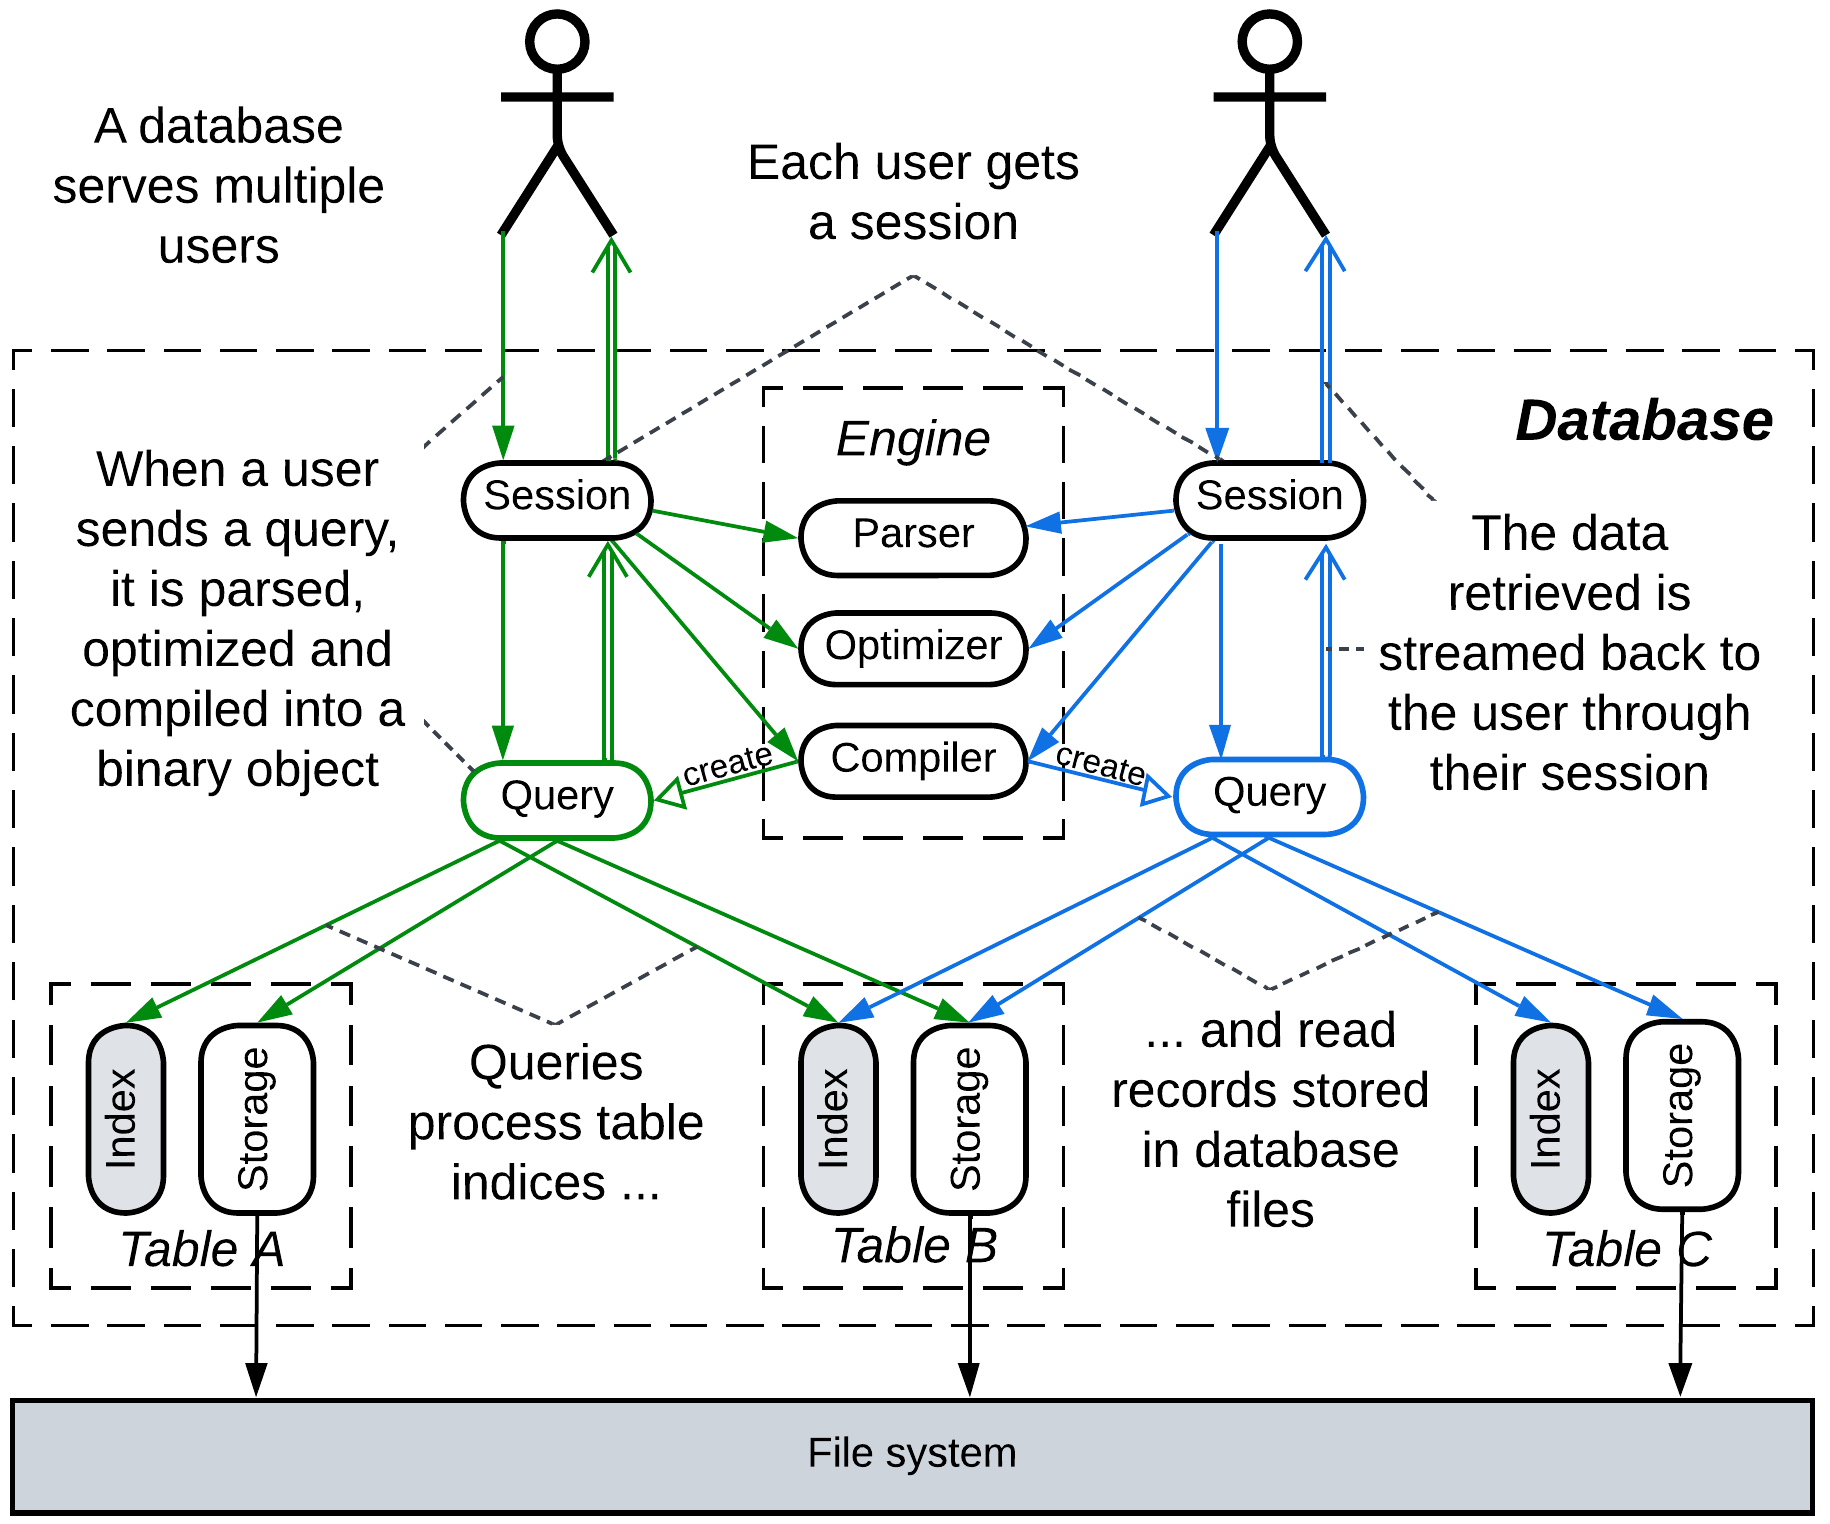 A database
serves multiple
users
Each user gets
a session
Database
Engine
When a user
sends a query,
it is parsed,
optimized and
compiled into a
binary object
Session
Parser
Optimizer
Compiler
create
create
Session
The data
retrieved is
streamed back to
the user through
their session
Query
Query
Index
Storage
Table A
Queries
process table
indices ...
Index
Storage
Table B
... and read
records stored
in database
files
Index
Storage
Table C
File system